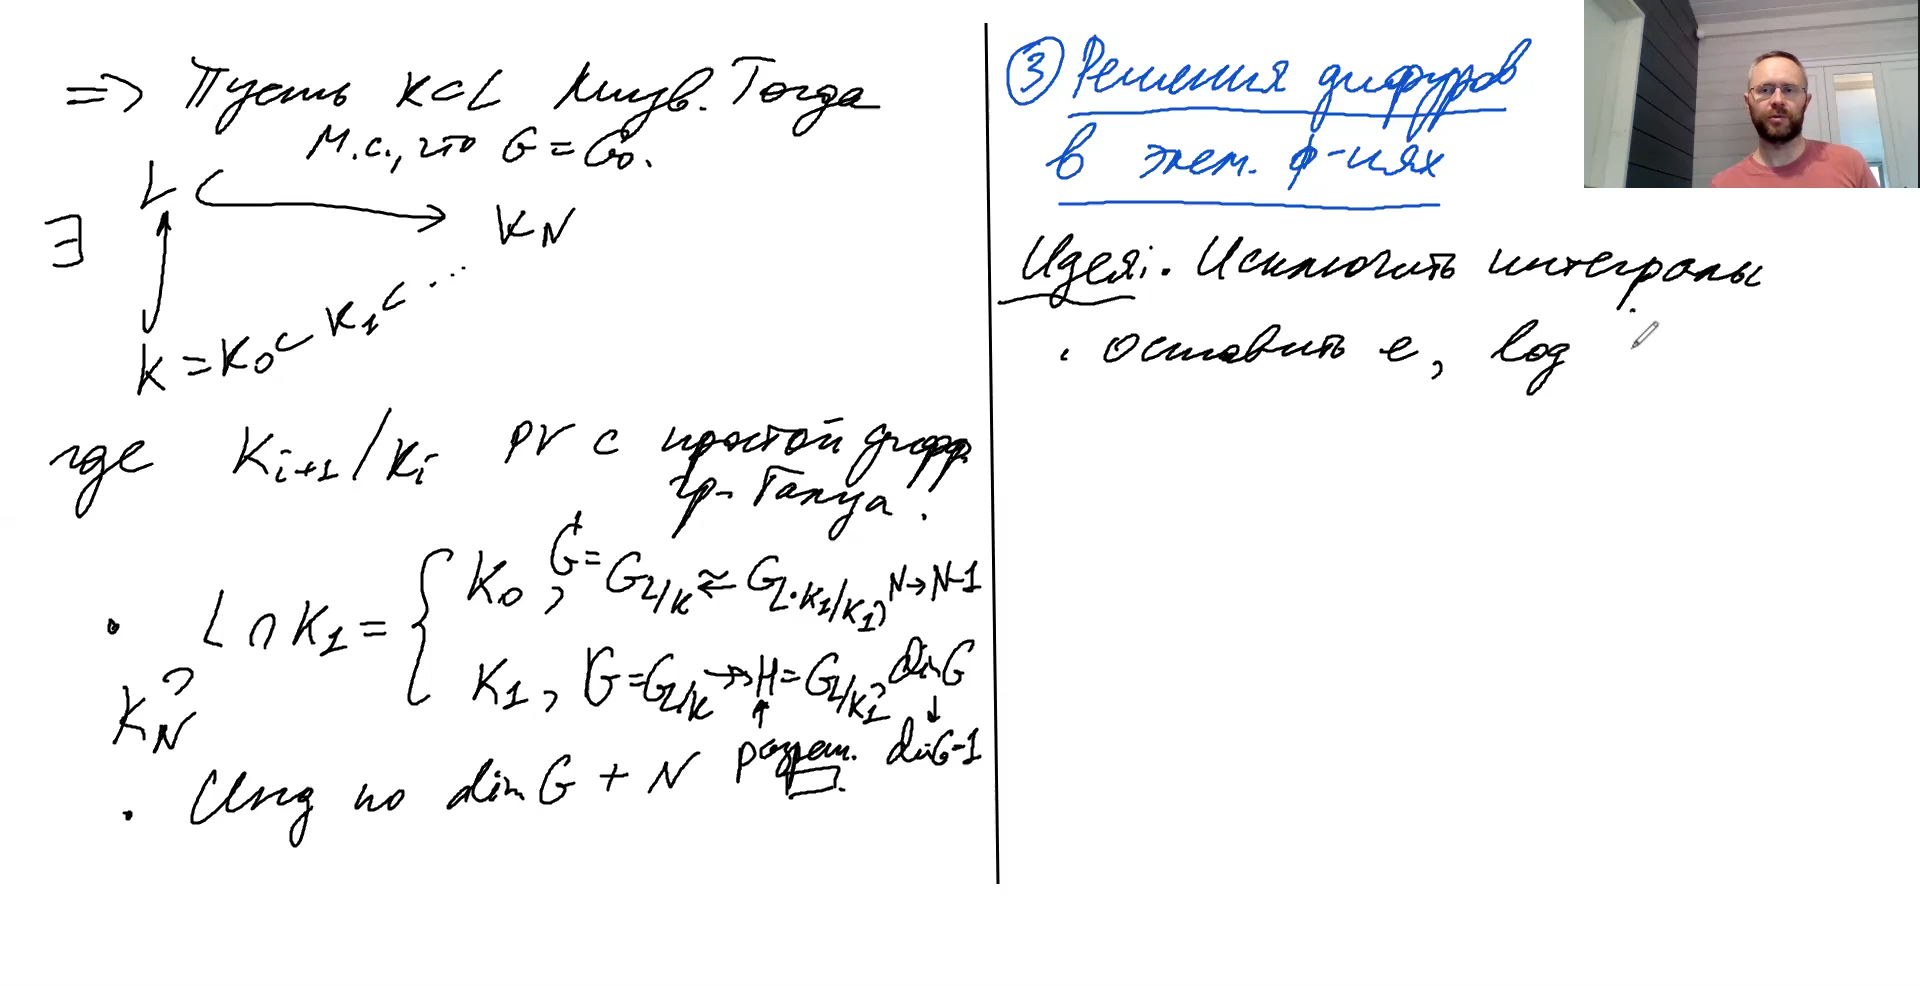 => Пусть K ⊂ L Лиув. Тогда
М.с., что G = G₀.
∃ L ⊂ → K_N
K = K₀ ⊂ K₁ ⊂ ...
где K_{i+1}/K_i PV с простой дифф.
гр. Галуа.
• L ∩ K₁ = { K₀, G = G_{L/K} ≈ G_{L·K₁/K₁}, N→N-1
K₁, G = G_{L/K} ↠ H = G_{L/K₁}, dim G
K_N ↑ ↓
разреш. dim G-1
• Инд по dim G + N
③ Решения дифуров
в элем. ф-циях
Идея: • Исключить интегралы
• оставить e, log